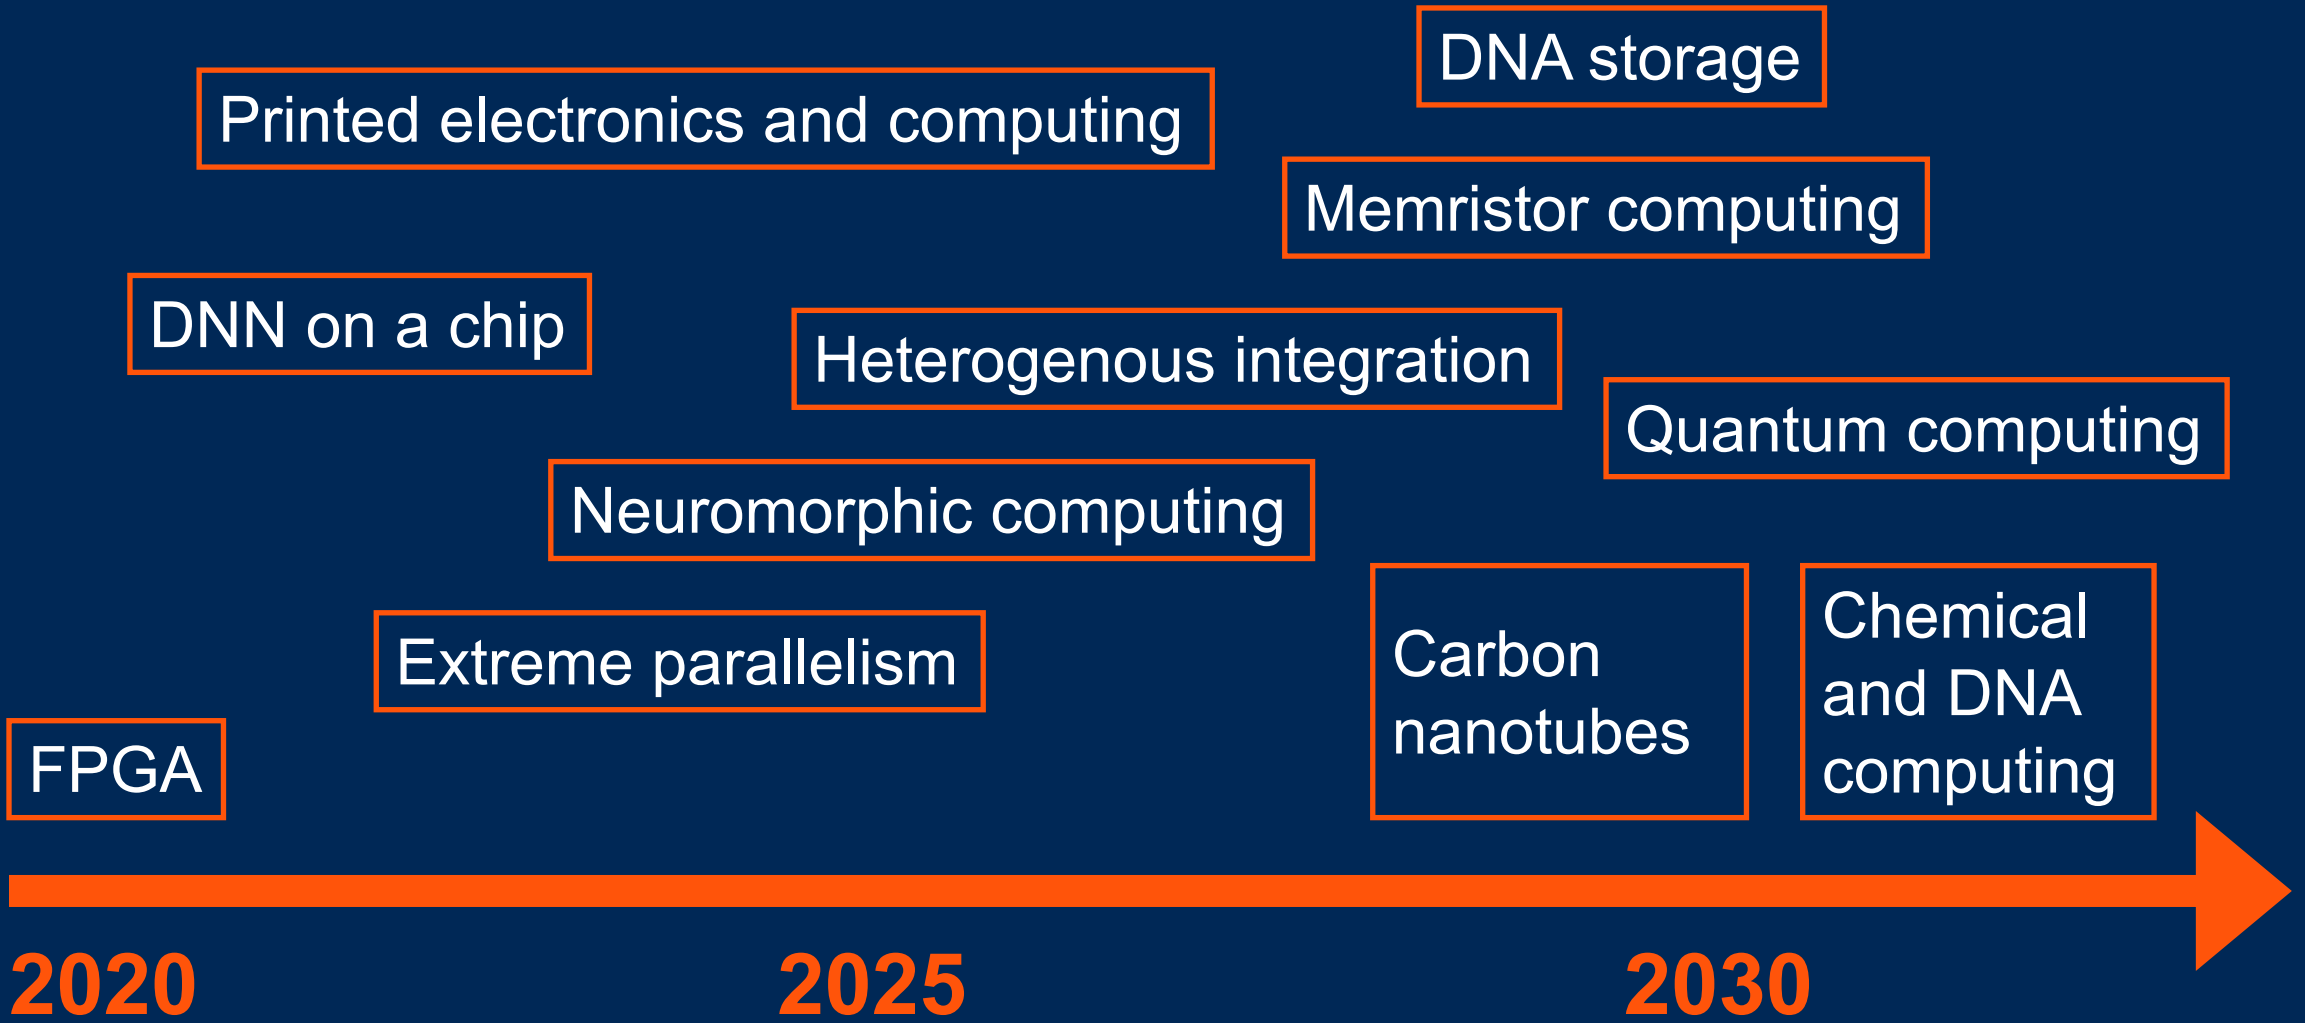 DNA storage
Printed electronics and computing
Memristor computing
DNN on a chip
Heterogenous integration
Quantum computing
Neuromorphic computing
Extreme parallelism
Carbon
nanotubes
Chemical
and DNA
computing
FPGA
2020
2025
2030